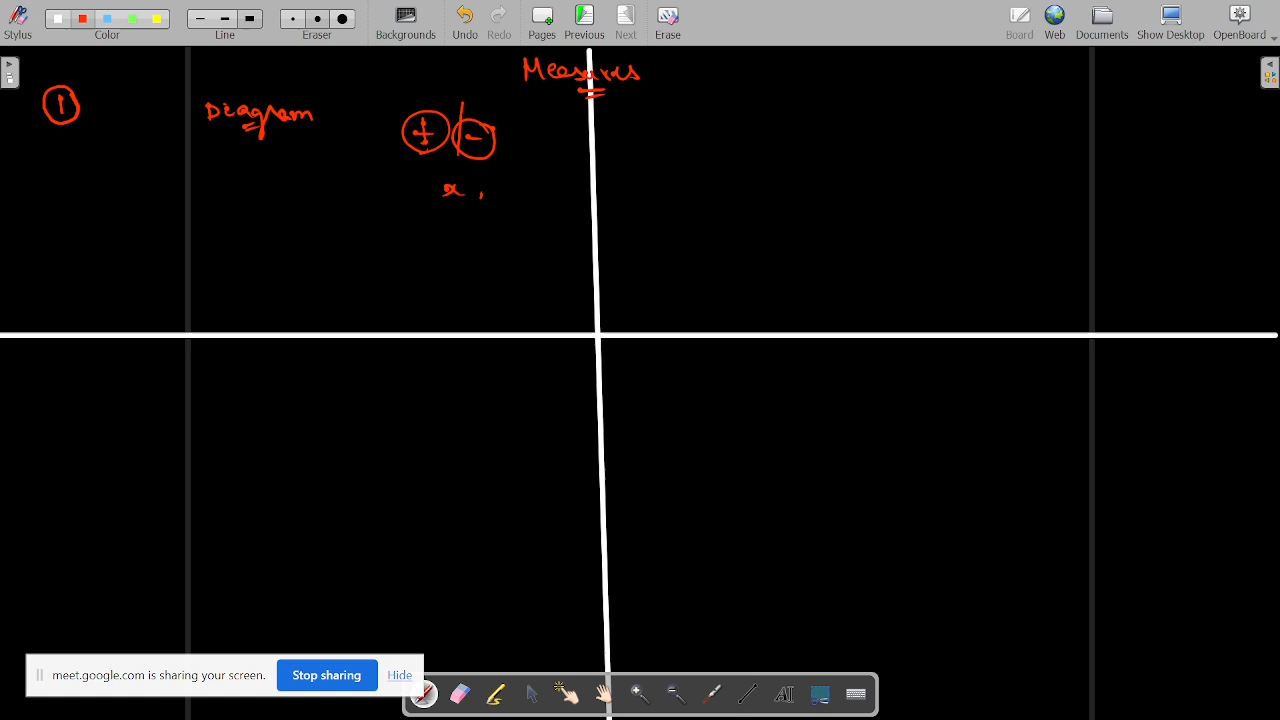 Stylus Color Line Eraser Backgrounds Undo Redo Pages Previous Next Erase Board Web Documents Show Desktop OpenBoard
Measures
1 Diagram
+ -
x ,
meet.google.com is sharing your screen. Stop sharing Hide
AI